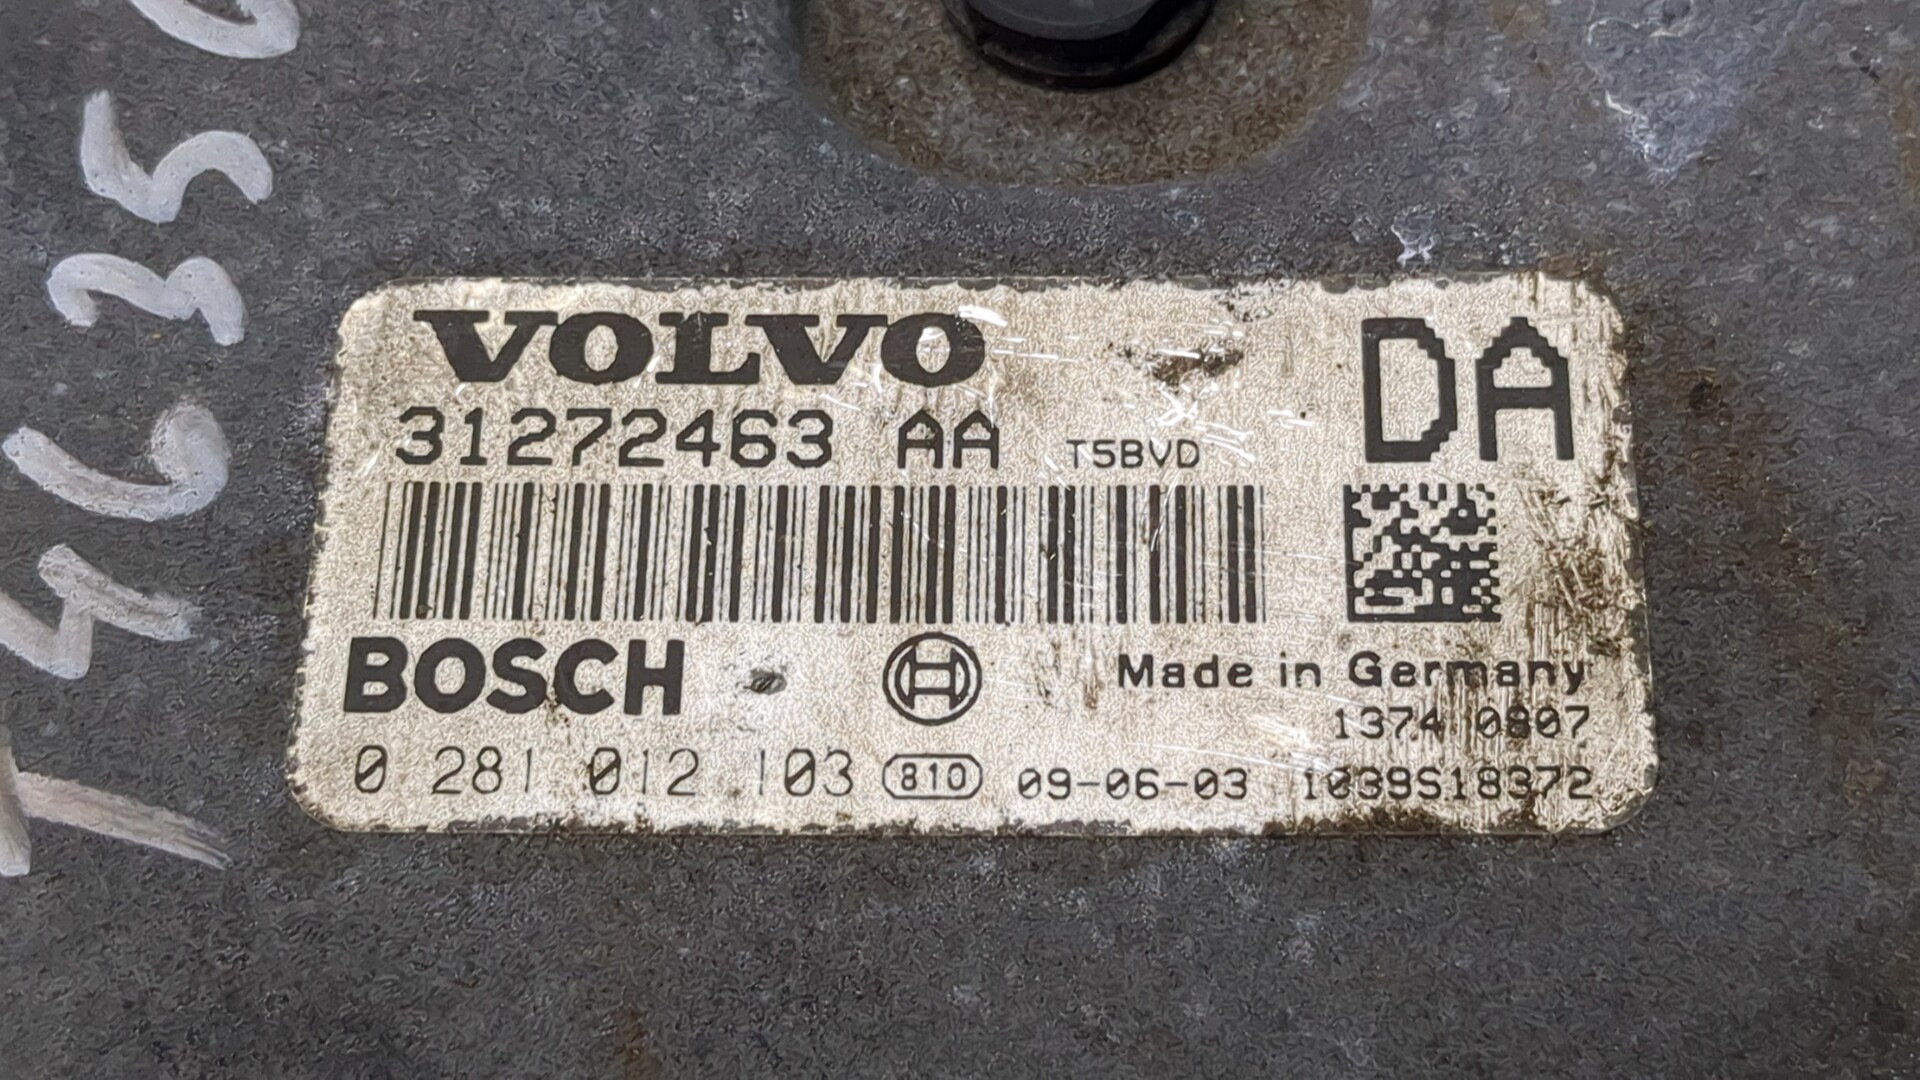 VOLVO
DA
31272463 AA T5BVD
BOSCH
Made in Germany
1374 0807
0 281 012 103 810 09-06-03 1039S18372